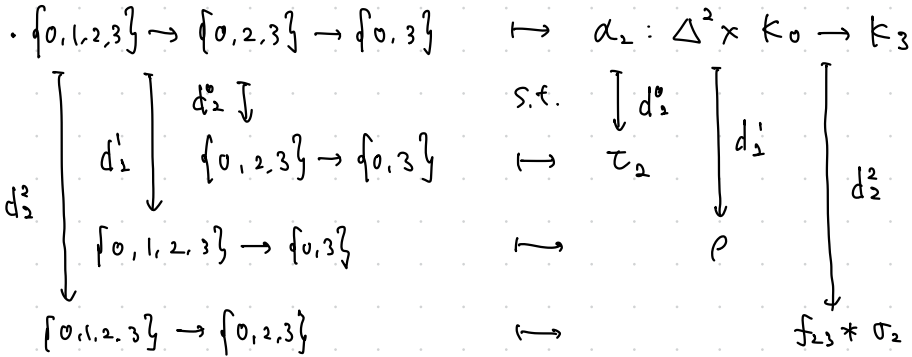 · {0,1,2,3} → {0,2,3} → {0,3} ↦ α₂ : Δ² × K₀ → K₃
d₂⁰ s.t. d₂⁰
d₂¹ {0,2,3} → {0,3} ↦ τ₂ d₂¹
d₂² d₂²
{0,1,2,3} → {0,3} ↦ ρ
{0,1,2,3} → {0,2,3} ↦ f₂₃ * σ₂